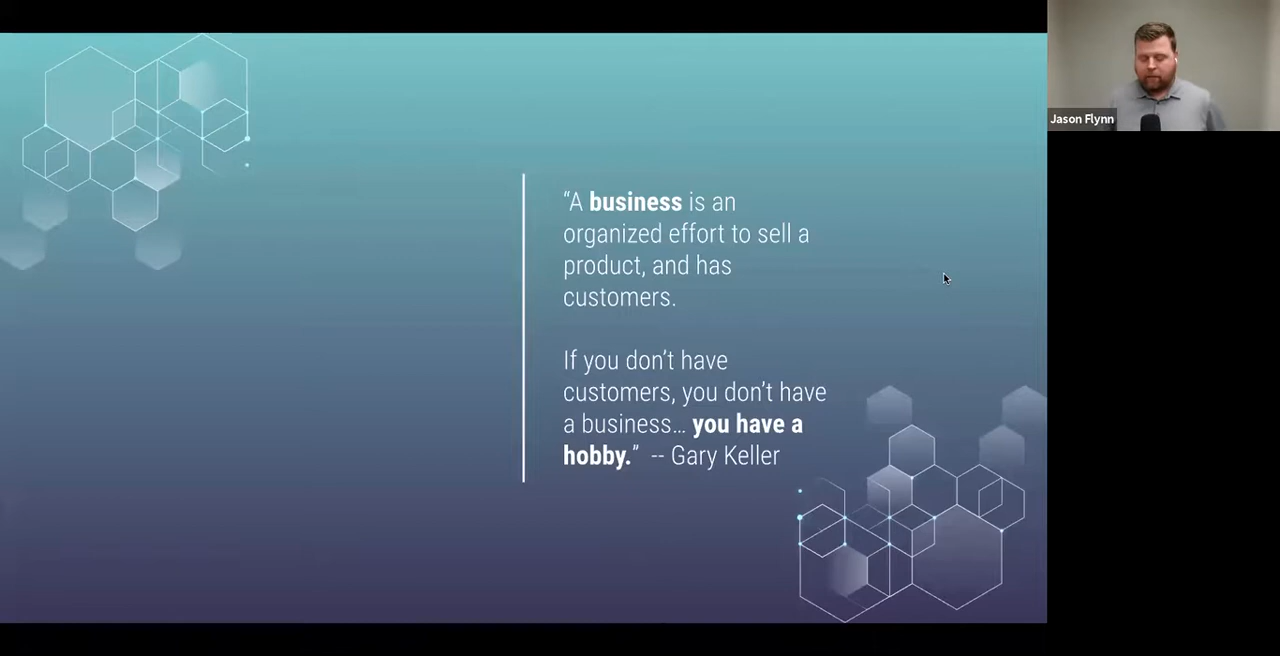 “A business is an
organized effort to sell a
product, and has
customers.
If you don’t have
customers, you don’t have
a business… you have a
hobby.”  -- Gary Keller
Jason Flynn